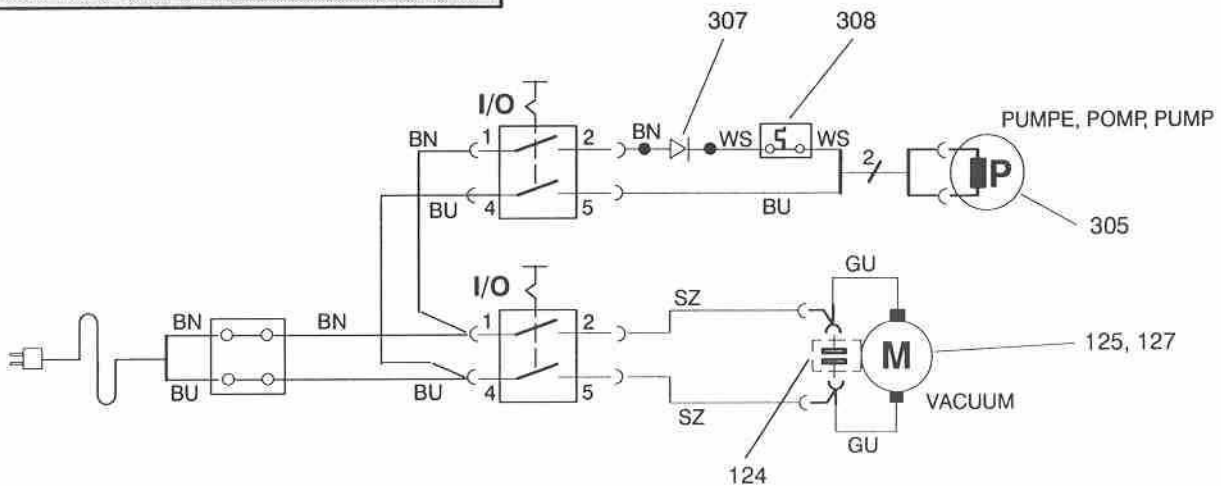 307
308
I/O
PUMPE, POMP, PUMP
BN
1
2
BN
WS
WS
2
P
BU
4
5
BU
305
I/O
GU
SZ
BN
BN
1
2
M
125, 127
BU
BU
4
5
SZ
VACUUM
GU
124